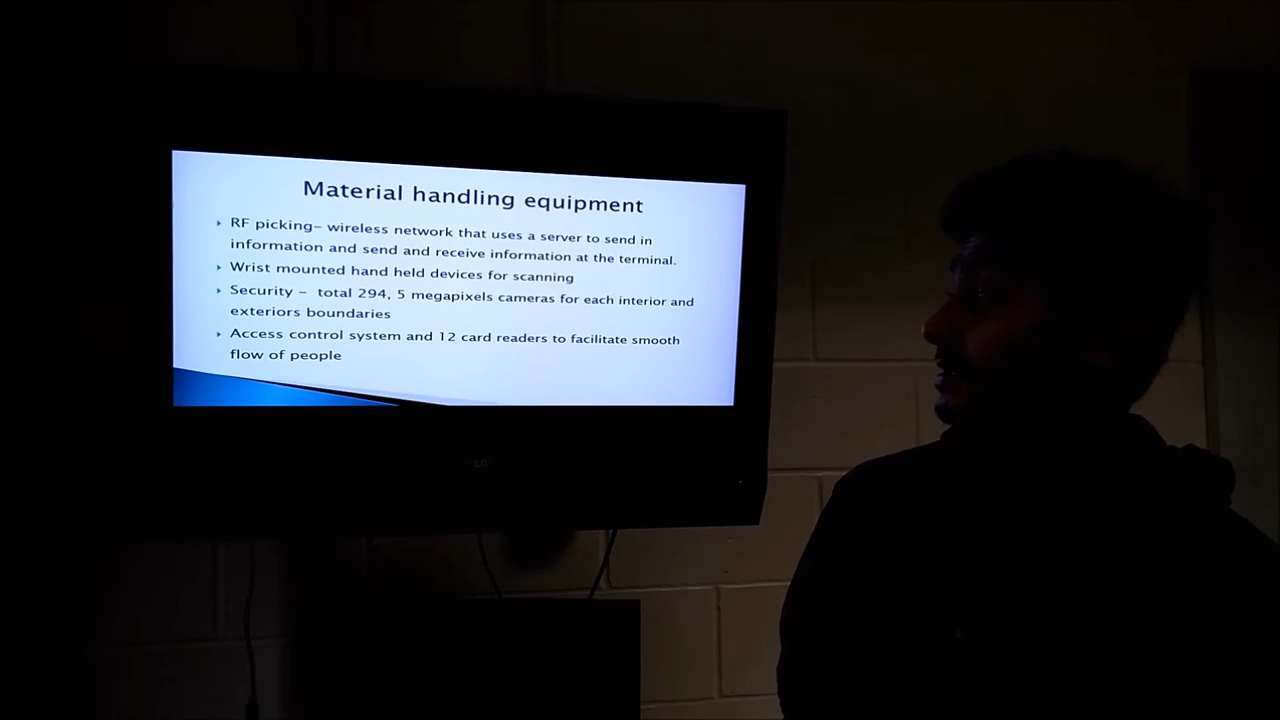 Material handling equipment
RF picking– wireless network that uses a server to send in
information and send and receive information at the terminal.
Wrist mounted hand held devices for scanning
Security – total 294, 5 megapixels cameras for each interior and
exteriors boundaries
Access control system and 12 card readers to facilitate smooth
flow of people